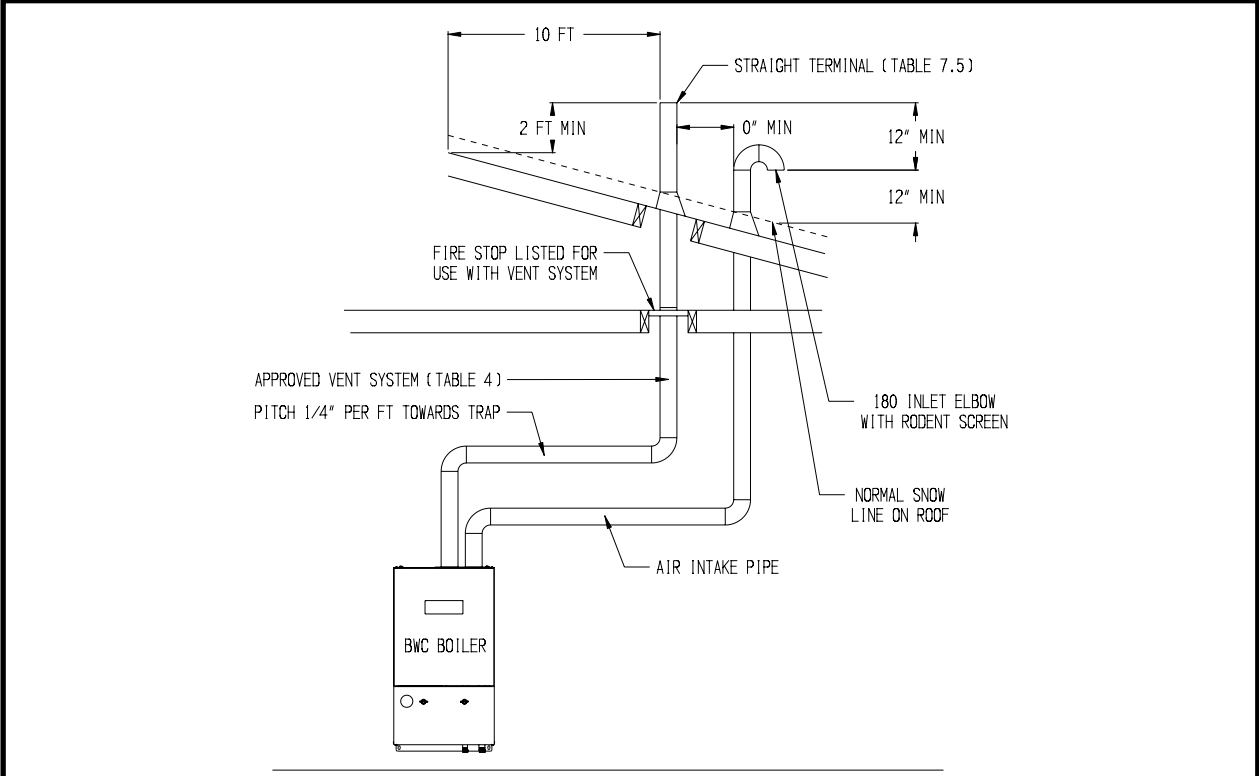 10 FT
STRAIGHT TERMINAL (TABLE 7.5)
2 FT MIN
0" MIN
12" MIN
12" MIN
FIRE STOP LISTED FOR
USE WITH VENT SYSTEM
APPROVED VENT SYSTEM (TABLE 4)
PITCH 1/4" PER FT TOWARDS TRAP
180 INLET ELBOW
WITH RODENT SCREEN
NORMAL SNOW
LINE ON ROOF
AIR INTAKE PIPE
BWC BOILER